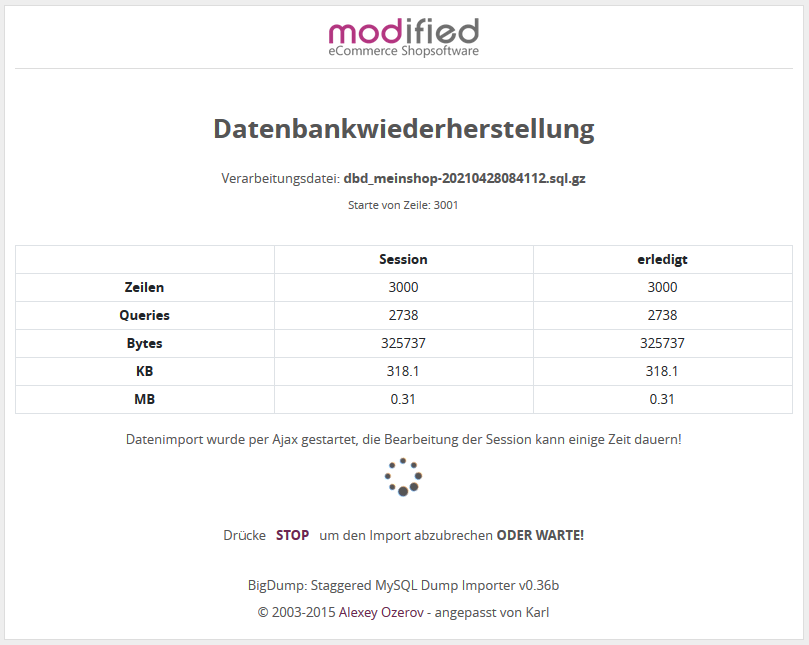 modified
eCommerce Shopsoftware
Datenbankwiederherstellung
Verarbeitungsdatei: dbd_meinshop-20210428084112.sql.gz
Starte von Zeile: 3001
Session erledigt
Zeilen 3000 3000
Queries 2738 2738
Bytes 325737 325737
KB 318.1 318.1
MB 0.31 0.31
Datenimport wurde per Ajax gestartet, die Bearbeitung der Session kann einige Zeit dauern!
Drücke STOP um den Import abzubrechen ODER WARTE!
BigDump: Staggered MySQL Dump Importer v0.36b
© 2003-2015 Alexey Ozerov - angepasst von Karl